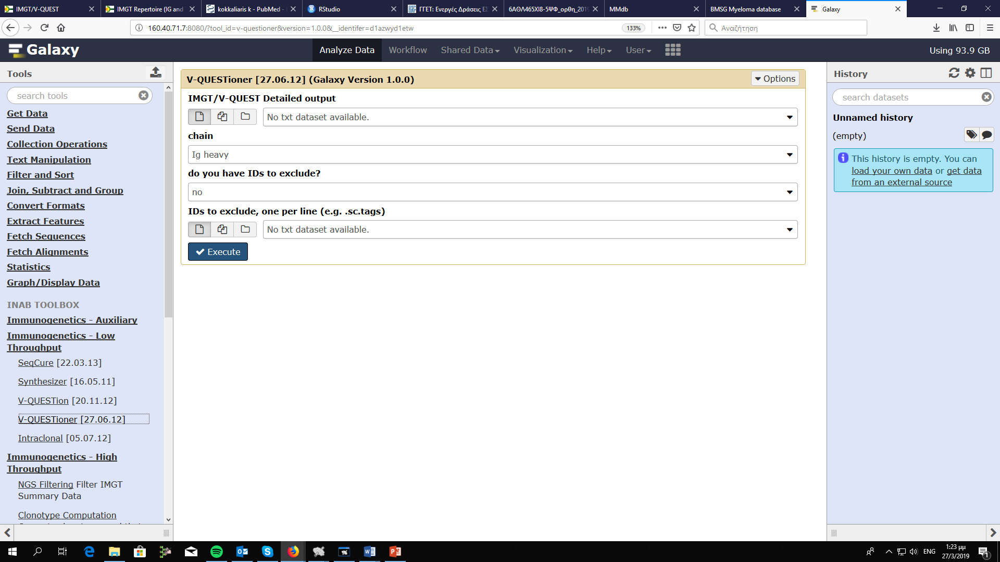 IMGT/V-QUEST
IMGT Repertoire (IG and
kokkaliaris k - PubMed -
RStudio
ΓΓΕΤ: Ενεργές Δράσεις ΕΣ
6ΑΘΛ465ΧΙ8-5ΨΦ_ορθη_2019
MMdb
BMSG Myeloma database
Galaxy
160.40.71.7:8080/?tool_id=v-questioner&version=1.0.0&__identifer=d1azwyd1etw
133%
Αναζήτηση
Galaxy
Analyze Data
Workflow
Shared Data
Visualization
Help
User
Using 93.9 GB
Tools
search tools
Get Data
Send Data
Collection Operations
Text Manipulation
Filter and Sort
Join, Subtract and Group
Convert Formats
Extract Features
Fetch Sequences
Fetch Alignments
Statistics
Graph/Display Data
INAB TOOLBOX
Immunogenetics - Auxiliary
Immunogenetics - Low
Throughput
SeqCure [22.03.13]
Synthesizer [16.05.11]
V-QUESTion [20.11.12]
V-QUESTioner [27.06.12]
Intraclonal [05.07.12]
Immunogenetics - High
Throughput
NGS Filtering Filter IMGT
Summary Data
Clonotype Computation
V-QUESTioner [27.06.12] (Galaxy Version 1.0.0)
Options
IMGT/V-QUEST Detailed output
No txt dataset available.
chain
Ig heavy
do you have IDs to exclude?
no
IDs to exclude, one per line (e.g. .sc.tags)
No txt dataset available.
Execute
History
search datasets
Unnamed history
(empty)
This history is empty. You can
load your own data or get data
from an external source
ENG
1:23 μμ
27/3/2019
1